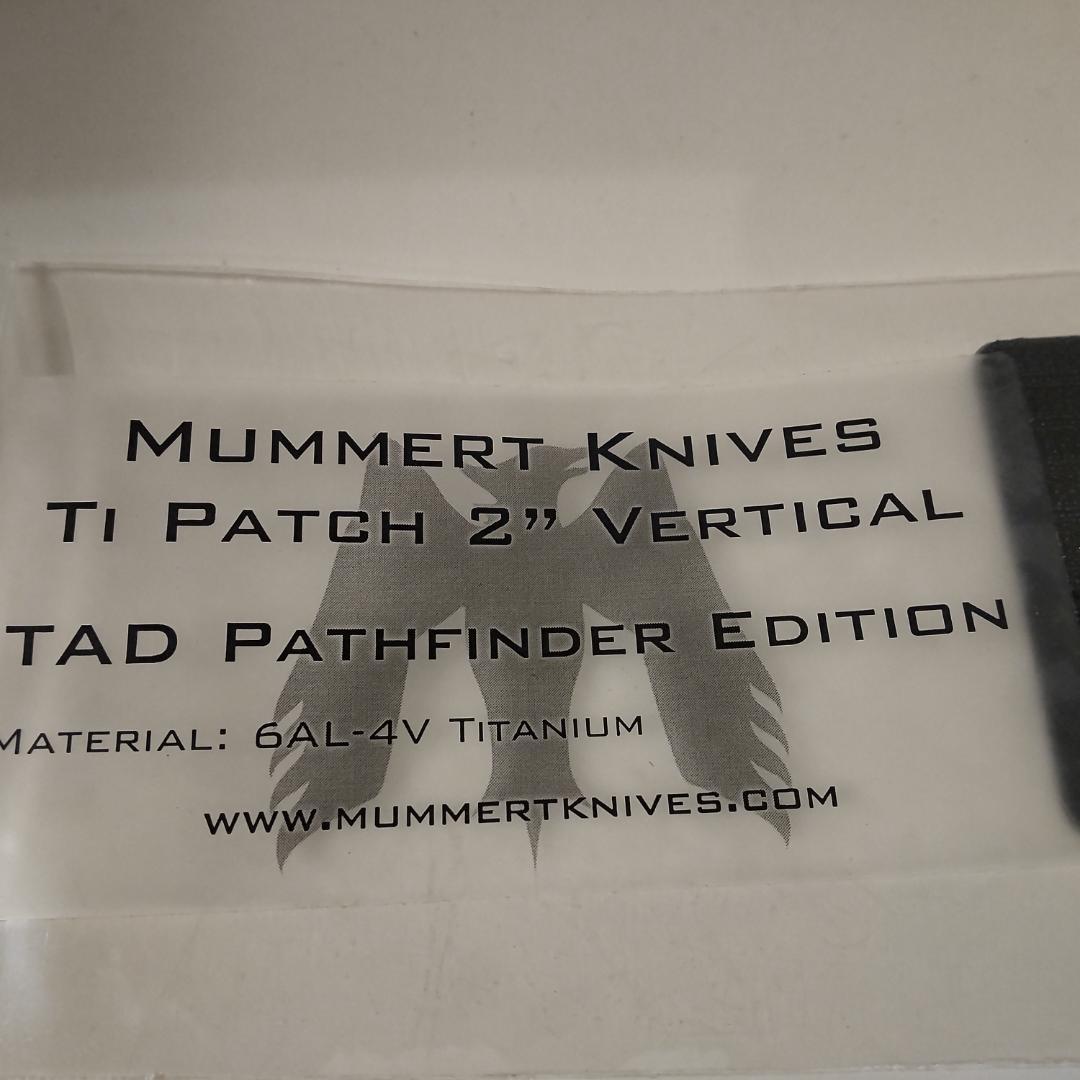 Mummert Knives
Ti Patch 2” Vertical
TAD Pathfinder Edition
Material: 6AL-4V Titanium
www.mummertknives.com